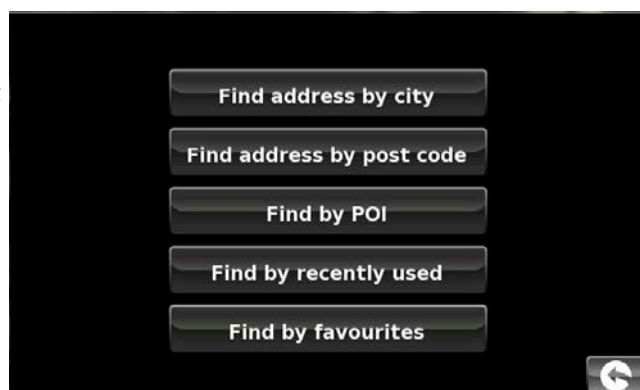 Find address by city
Find address by post code
Find by POI
Find by recently used
Find by favourites